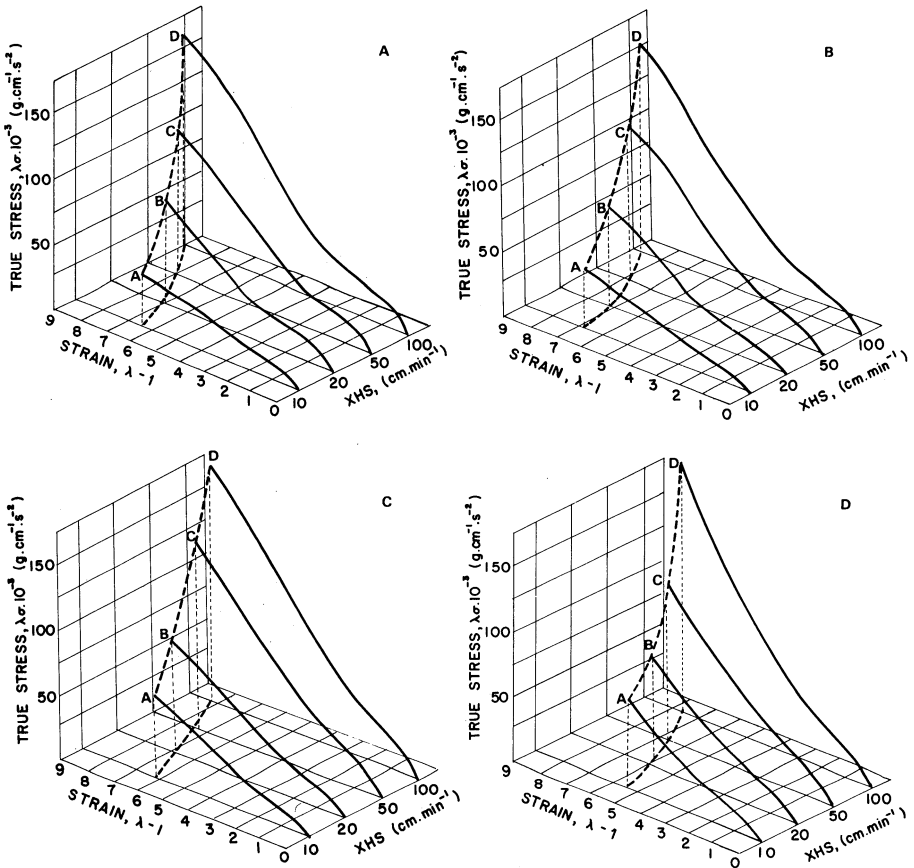 A
TRUE STRESS, λσ.10⁻³ (g.cm⁻¹.s⁻²)
150
100
50
D
C
B
A
9
8
7
6
5
4
3
2
1
0
STRAIN, λ-1
10
20
50
100
XHS, (cm.min⁻¹)
B
TRUE STRESS, λσ.10⁻³ (g.cm⁻¹.s⁻²)
150
100
50
D
C
B
A
9
8
7
6
5
4
3
2
1
0
STRAIN, λ-1
10
20
50
100
XHS, (cm.min⁻¹)
C
TRUE STRESS, λσ.10⁻³ (g.cm⁻¹.s⁻²)
150
100
50
D
C
B
A
9
8
7
6
5
4
3
2
1
0
STRAIN, λ-1
10
20
50
100
XHS (cm.min⁻¹)
D
TRUE STRESS, λσ.10⁻³ (g.cm⁻¹.s⁻²)
150
100
50
D
C
B
A
9
8
7
6
5
4
3
2
1
0
STRAIN, λ-1
10
20
50
100
XHS, (cm.min⁻¹)